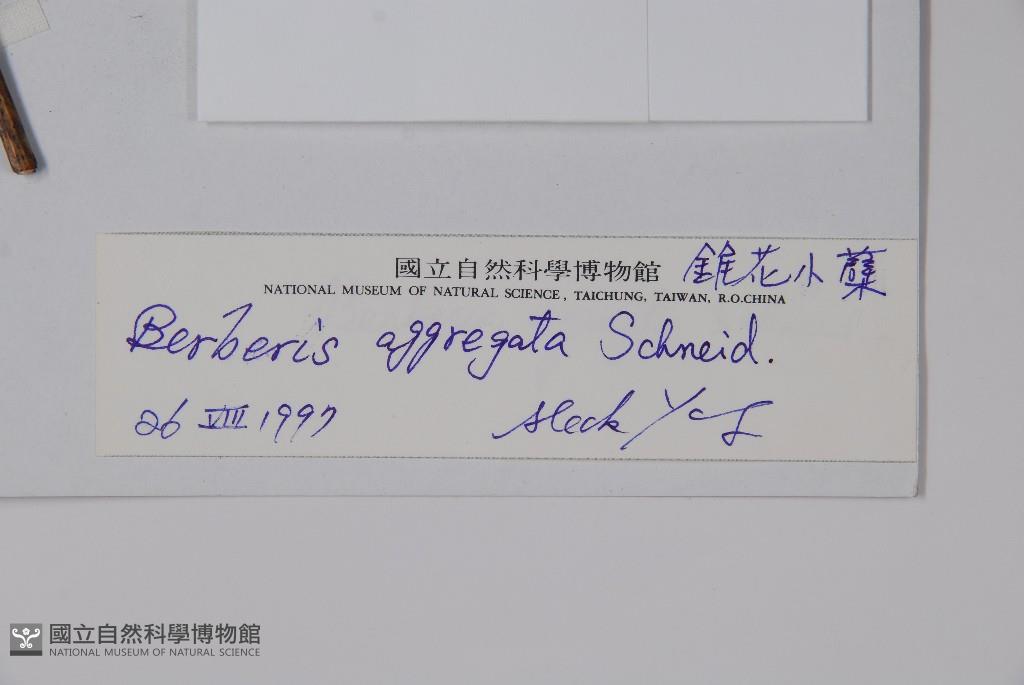 國立自然科學博物館 錐花小蘗
NATIONAL MUSEUM OF NATURAL SCIENCE, TAICHUNG, TAIWAN, R.O.CHINA
Berberis aggregata Schneid.
26 VIII 1997
國立自然科學博物館
NATIONAL MUSEUM OF NATURAL SCIENCE